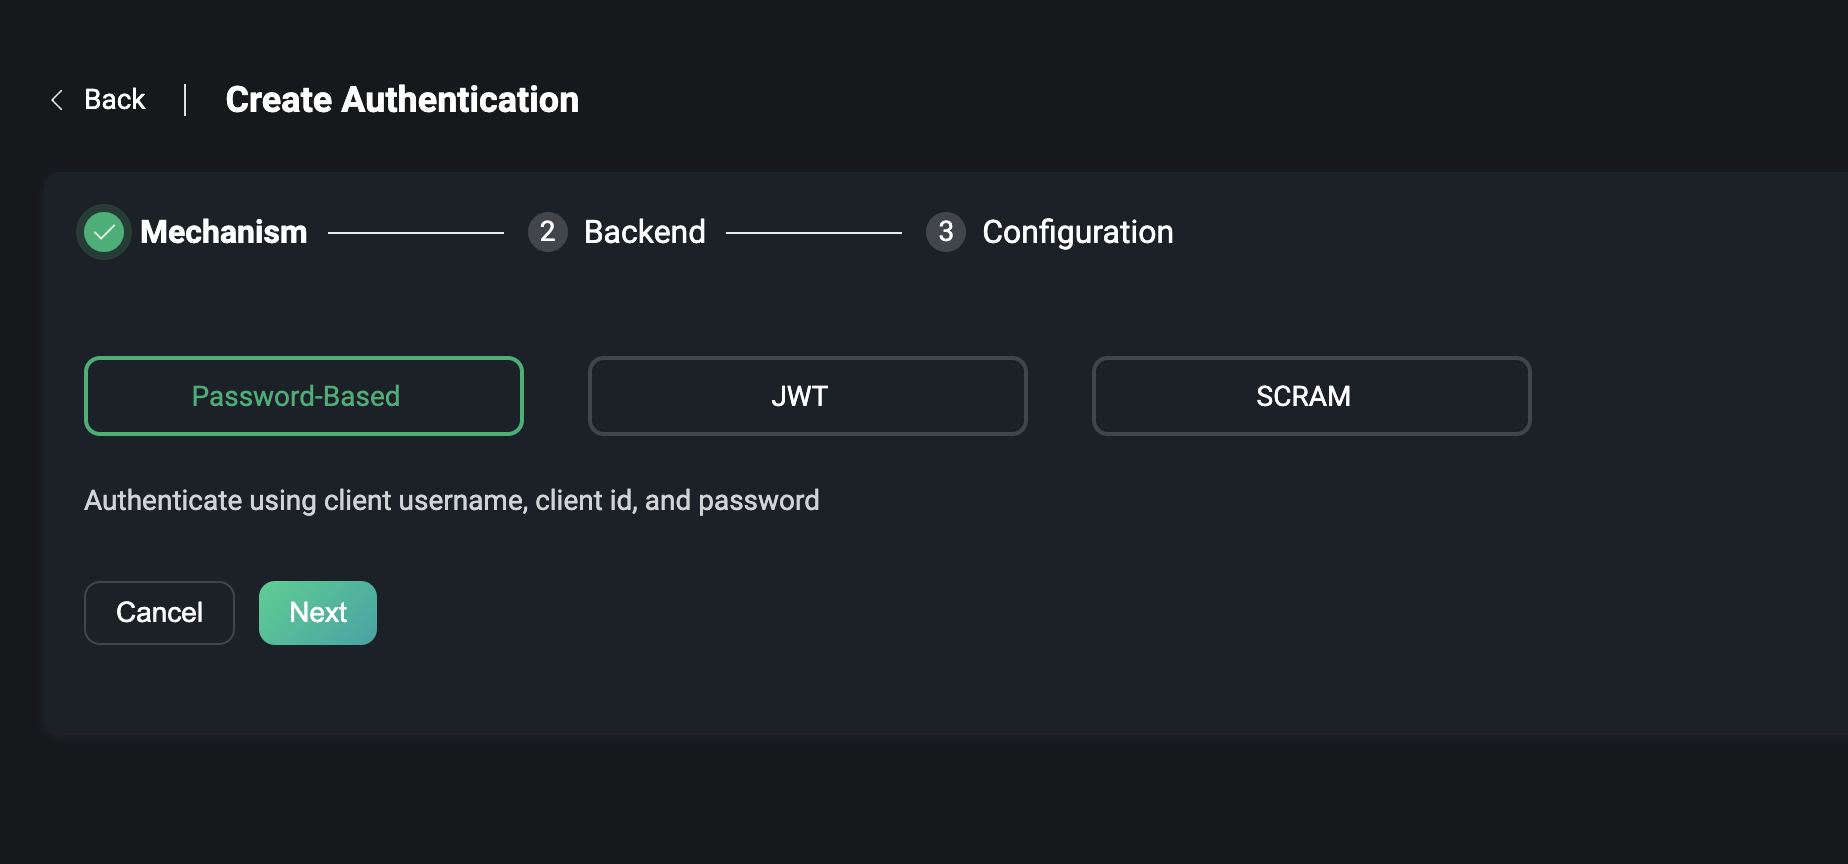 Back
Create Authentication
Mechanism
2 Backend
3 Configuration
Password-Based
JWT
SCRAM
Authenticate using client username, client id, and password
Cancel
Next